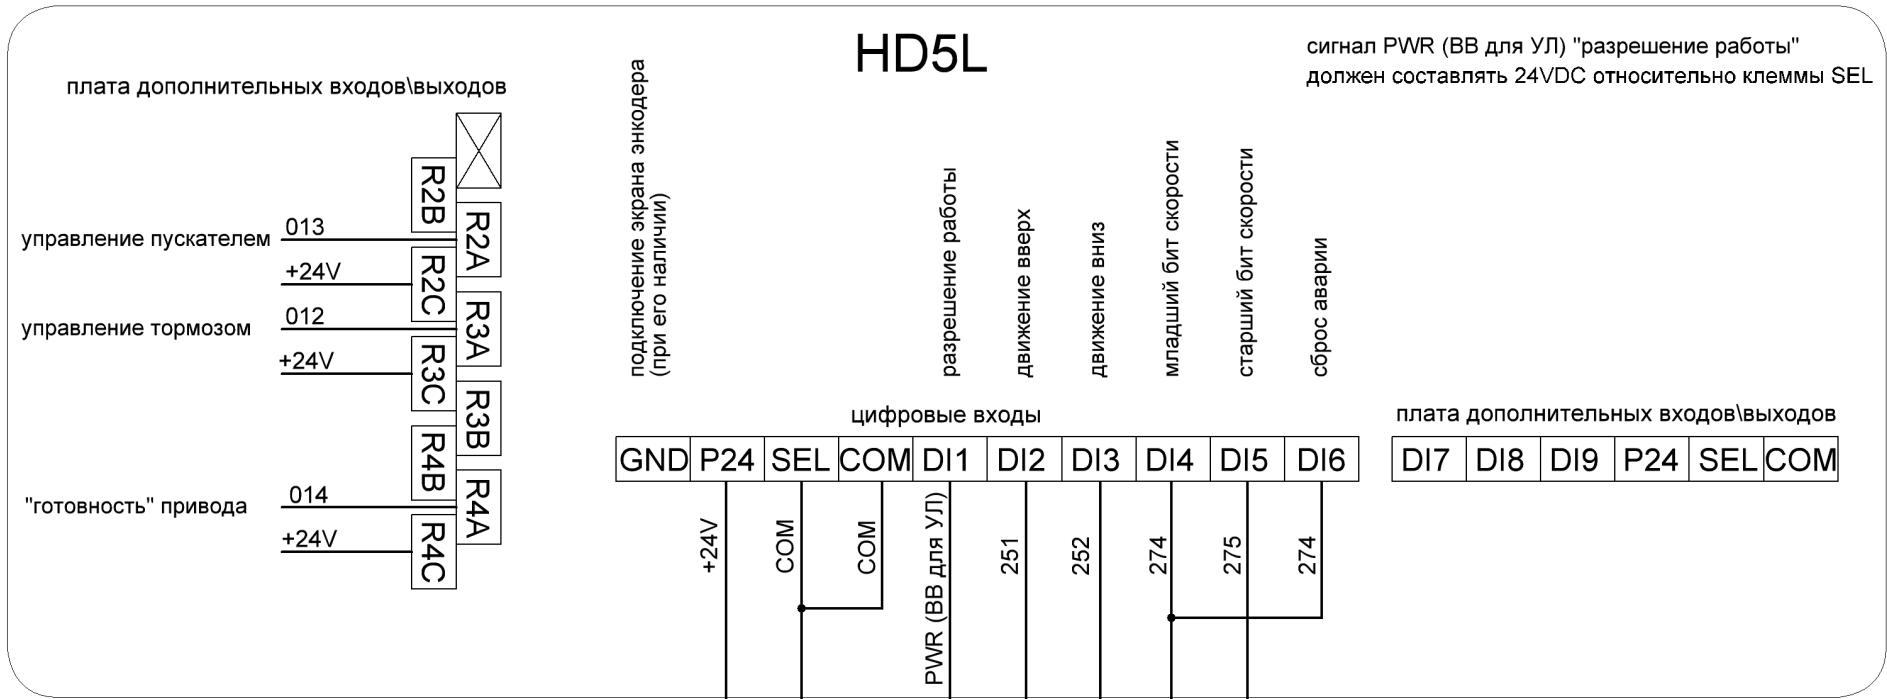 HD5L
сигнал PWR (ВВ для УЛ) "разрешение работы"
должен составлять 24VDC относительно клеммы SEL
плата дополнительных входов\выходов
R2B
R2A
R2C
R3A
R3C
R3B
R4B
R4A
R4C
управление пускателем
013
+24V
управление тормозом
012
+24V
"готовность" привода
014
+24V
подключение экрана энкодера
(при его наличии)
разрешение работы
движение вверх
движение вниз
младший бит скорости
старший бит скорости
сброс аварии
цифровые входы
GND P24 SEL COM DI1 DI2 DI3 DI4 DI5 DI6
+24V
COM
COM
PWR (ВВ для УЛ)
251
252
274
275
274
плата дополнительных входов\выходов
DI7 DI8 DI9 P24 SEL COM